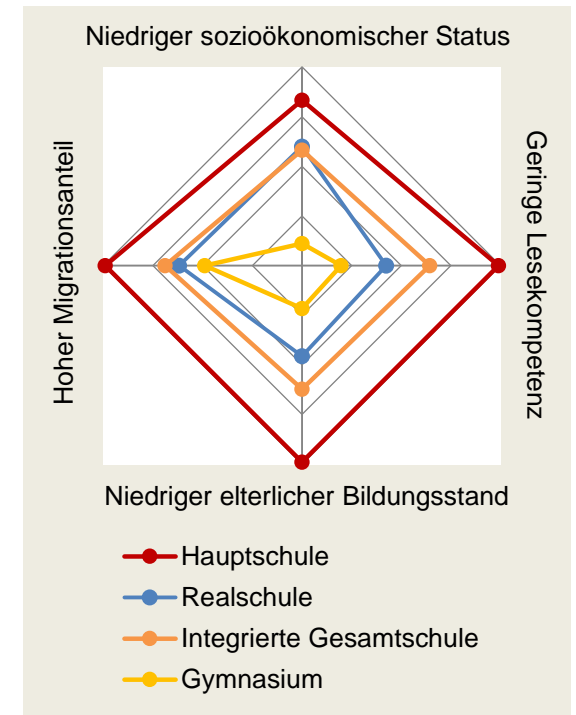 Niedriger sozioökonomischer Status
Hoher Migrationsanteil
Geringe Lesekompetenz
Niedriger elterlicher Bildungsstand
Hauptschule
Realschule
Integrierte Gesamtschule
Gymnasium